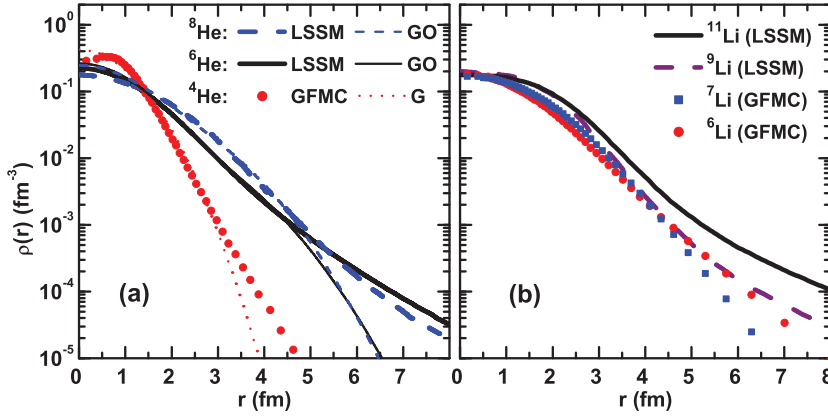 10⁰
10⁻¹
10⁻²
10⁻³
10⁻⁴
10⁻⁵
ρ(r) (fm⁻³)
⁸He: LSSM GO
⁶He: LSSM GO
⁴He: GFMC G
(a)
0 1 2 3 4 5 6 7
r (fm)
¹¹Li (LSSM)
⁹Li (LSSM)
⁷Li (GFMC)
⁶Li (GFMC)
(b)
0 1 2 3 4 5 6 7 8
r (fm)